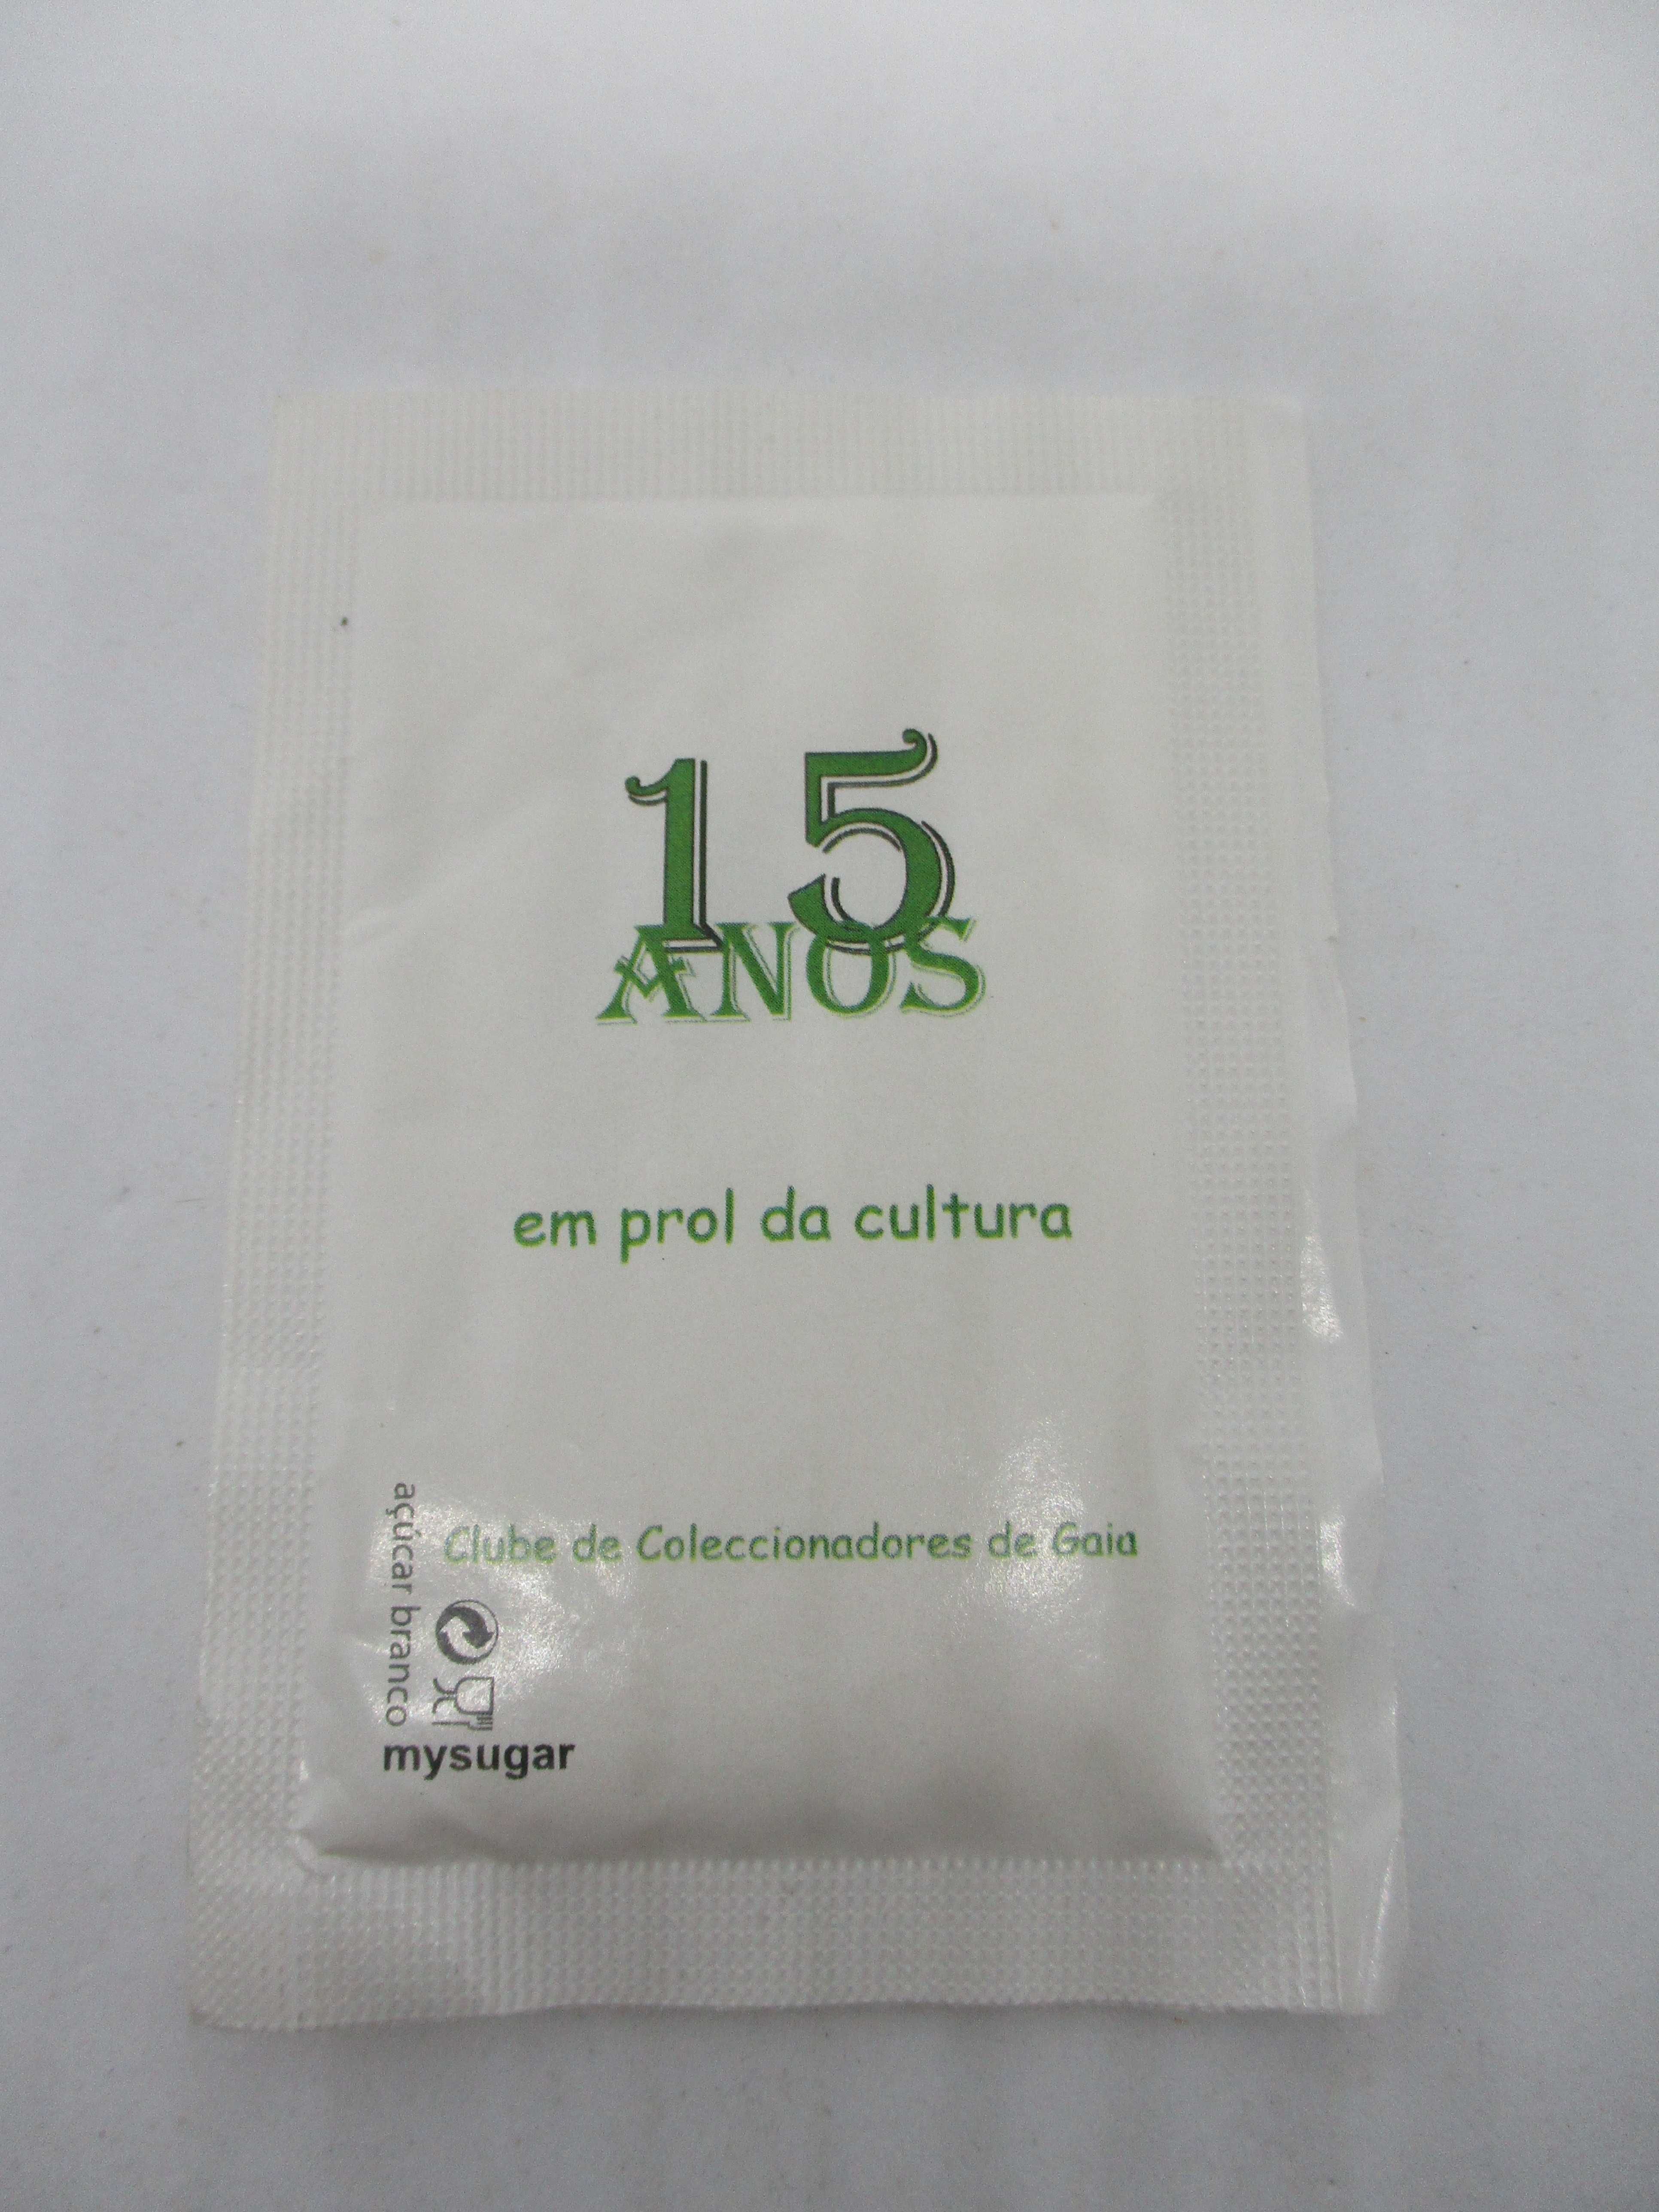 15
ANOS
em prol da cultura
Clube de Coleccionadores de Gaia
açúcar branco
mysugar